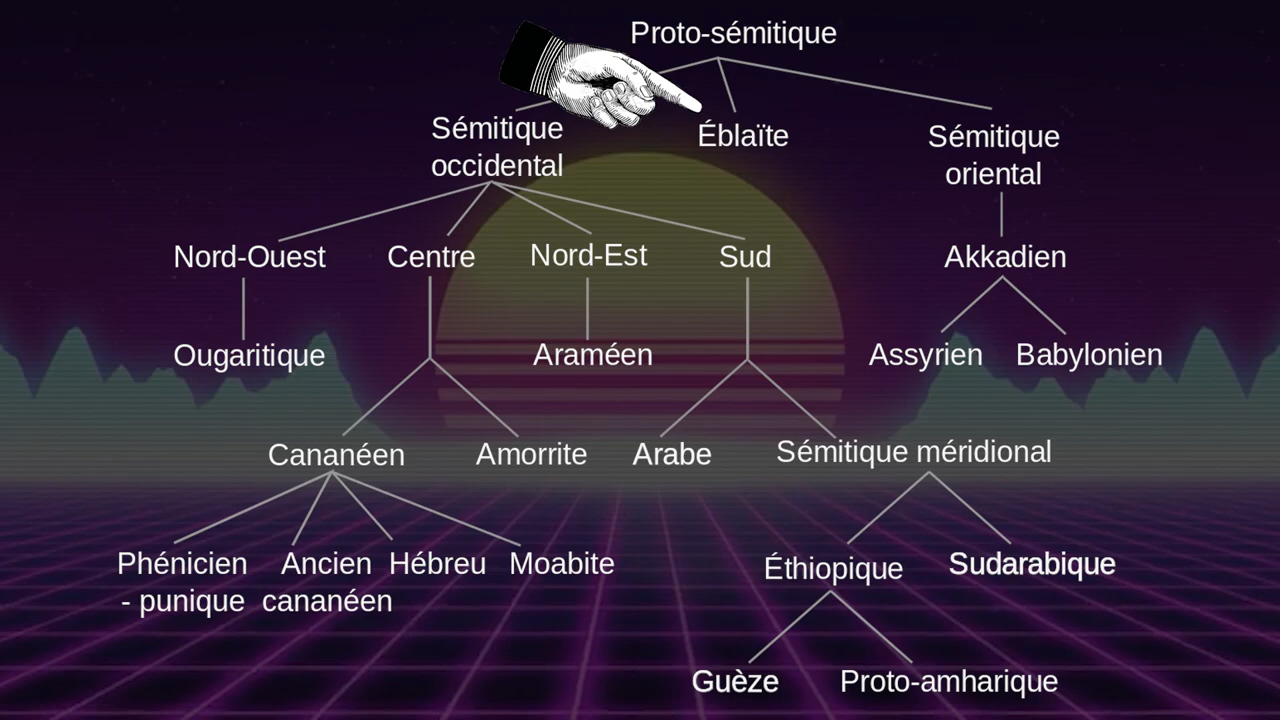 Proto-sémitique
Sémitique
occidental
Éblaïte
Sémitique
oriental
Nord-Ouest
Centre
Nord-Est
Sud
Akkadien
Ougaritique
Araméen
Assyrien
Babylonien
Cananéen
Amorrite
Arabe
Sémitique méridional
Phénicien
- punique
Ancien
cananéen
Hébreu
Moabite
Éthiopique
Sudarabique
Guèze
Proto-amharique